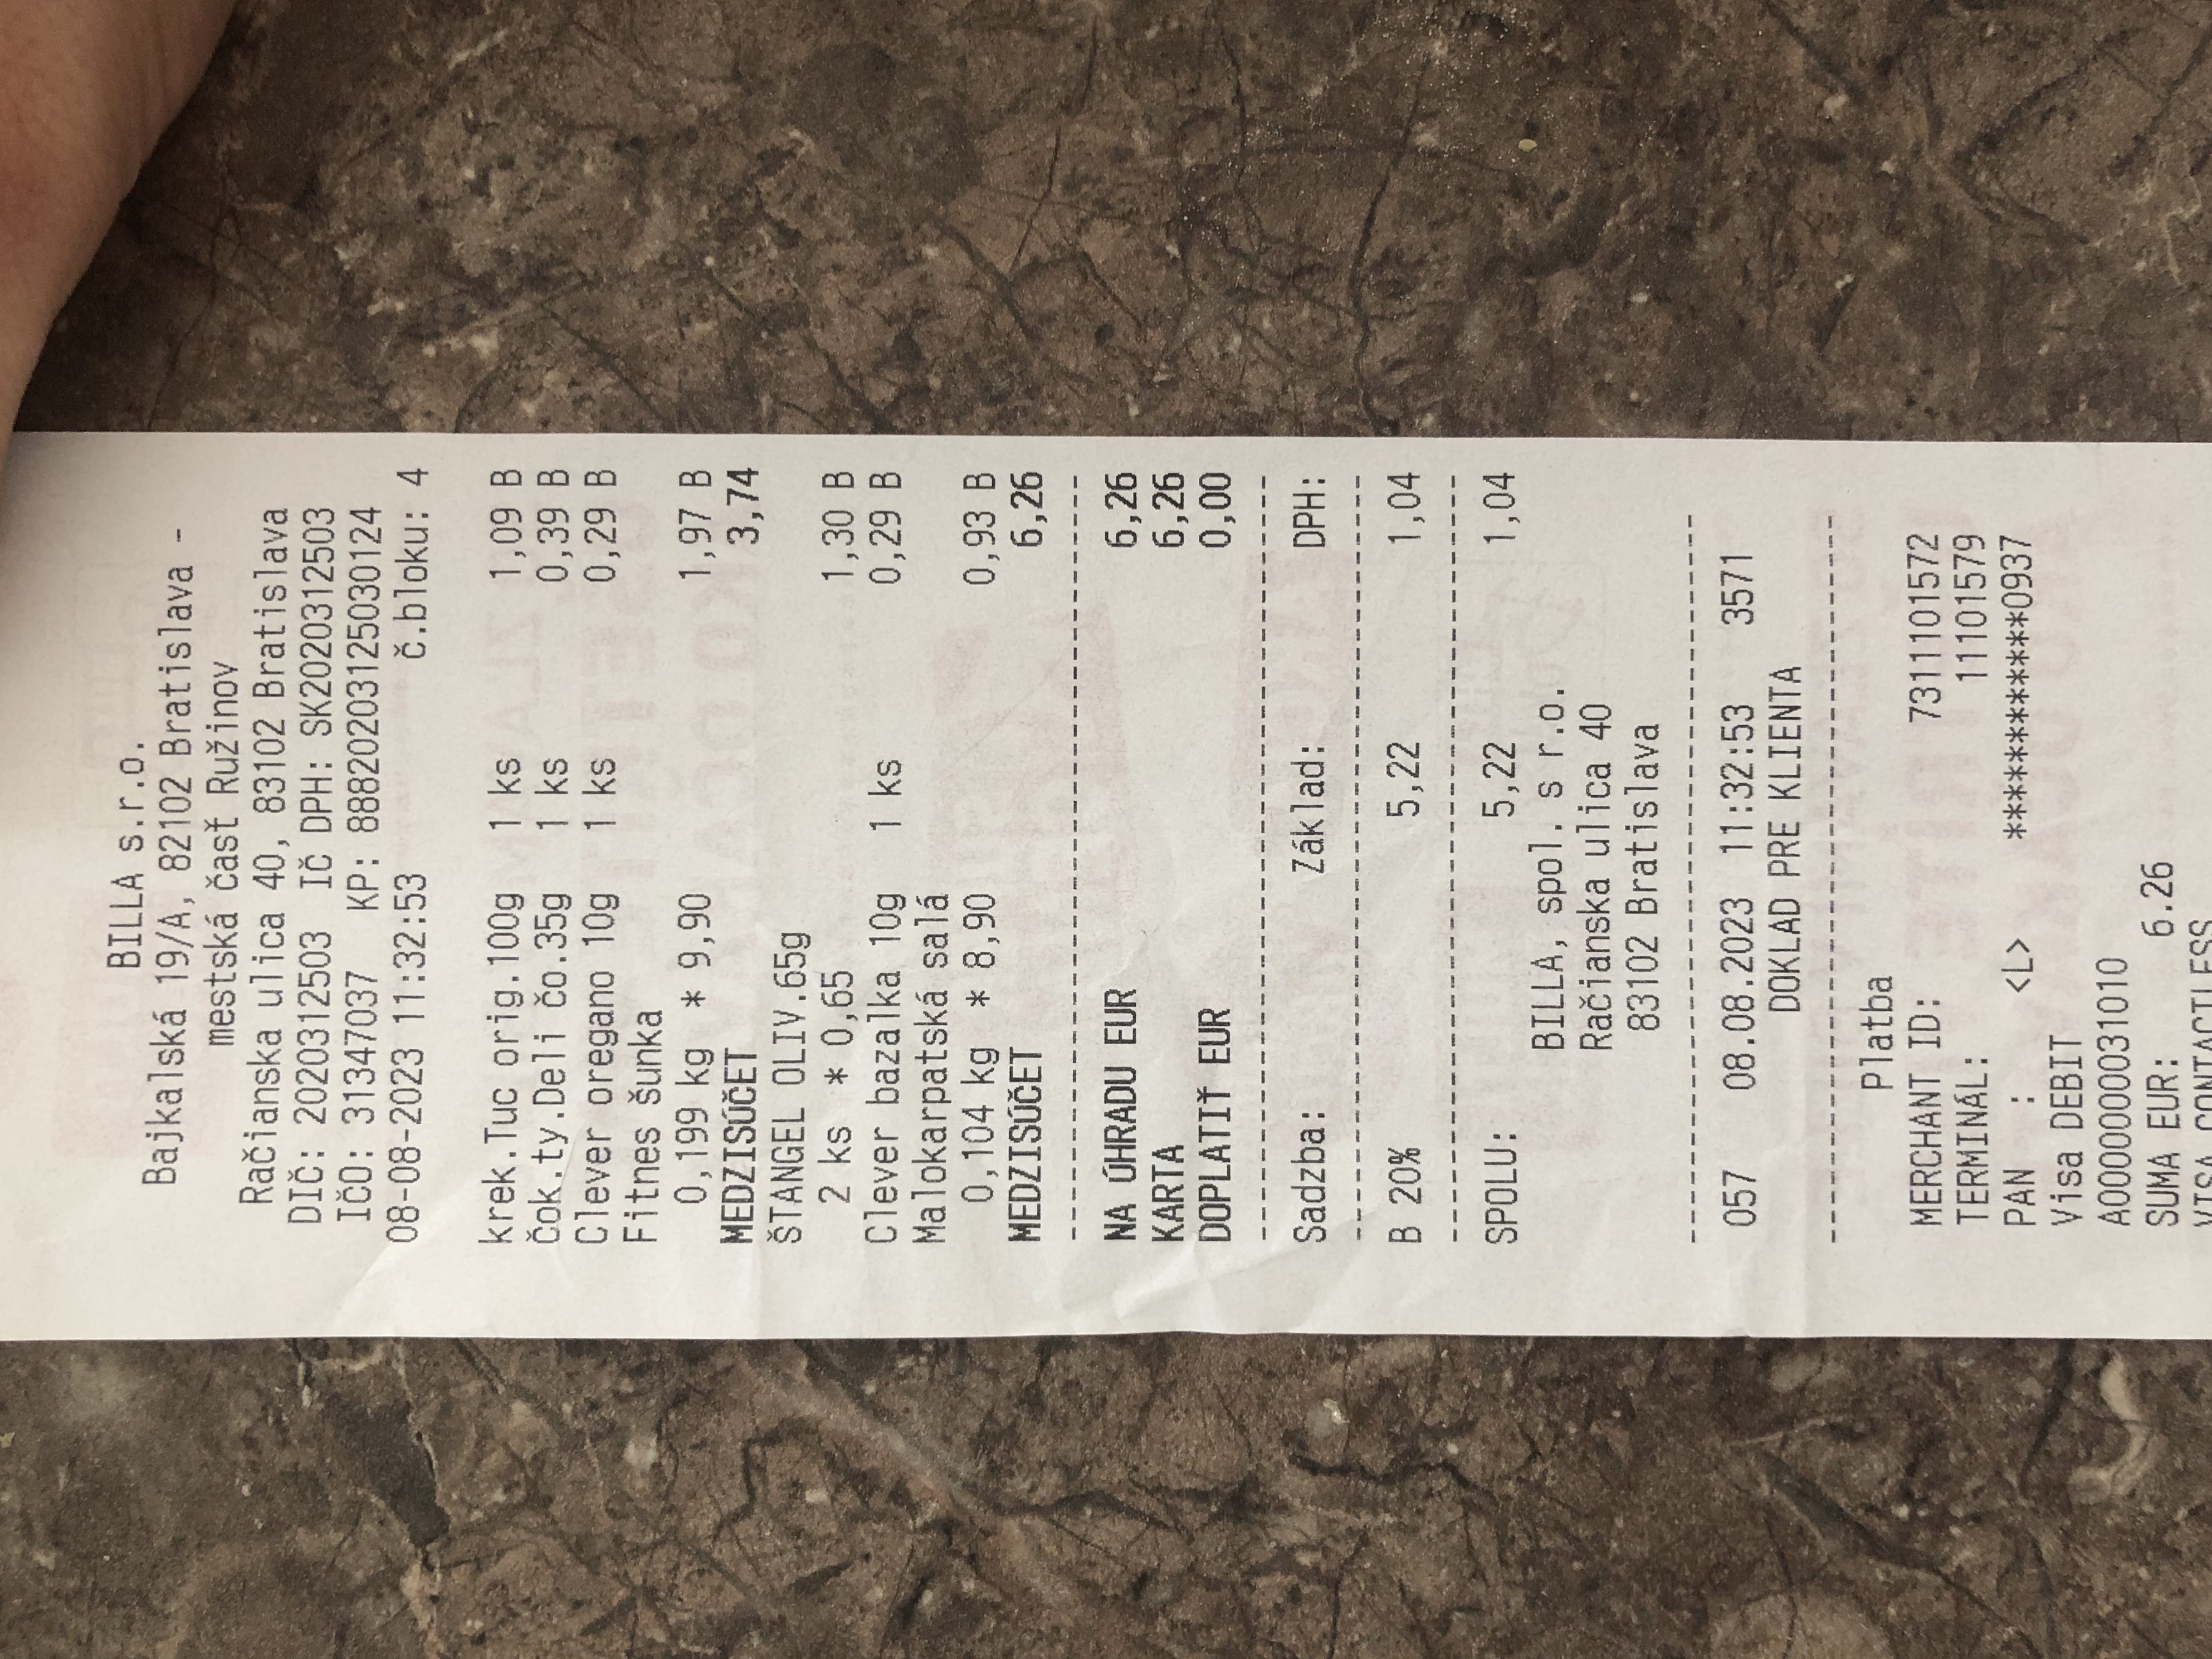 BILLA s.r.o.
Bajkalská 19/A, 82102 Bratislava -
mestská časť Ružinov
Račianska ulica 40, 83102 Bratislava
DIČ: 2020312503 IČ DPH: SK2020312503
IČO: 31347037 KP: 88820203125030124
08-08-2023 11:32:53 č.bloku: 4
krek.Tuc orig.100g 1 ks 1,09 B
čok.ty.Deli čo.35g 1 ks 0,39 B
Clever oregano 10g 1 ks 0,29 B
Fitnes šunka
0,199 kg * 9,90 1,97 B
MEDZISÚČET 3,74
ŠTANGEL OLIV.65g
2 ks * 0,65 1,30 B
Clever bazalka 10g 1 ks 0,29 B
Malokarpatská salá
0,104 kg * 8,90 0,93 B
MEDZISÚČET 6,26
----------------------------------------
NA ÚHRADU EUR 6,26
KARTA 6,26
DOPLATIŤ EUR 0,00
----------------------------------------
Sadzba: Základ: DPH:
----------------------------------------
B 20% 5,22 1,04
----------------------------------------
SPOLU: 5,22 1,04
BILLA, spol. s r.o.
Račianska ulica 40
83102 Bratislava
--------------------------------------
057 08.08.2023 11:32:53 3571
DOKLAD PRE KLIENTA
--------------------------------------
Platba
MERCHANT ID: 7311101572
TERMINÁL: 11101579
PAN : <L> ************0937
Visa DEBIT
A0000000031010
SUMA EUR: 6.26
VISA CONTACTLESS